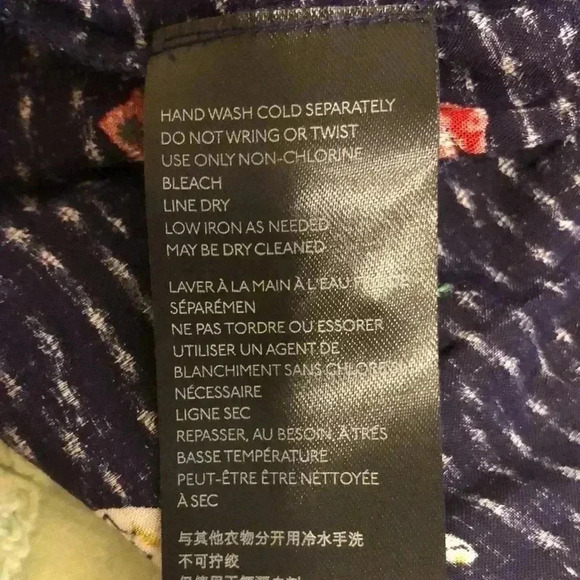 HAND WASH COLD SEPARATELY
DO NOT WRING OR TWIST
USE ONLY NON-CHLORINE
BLEACH
LINE DRY
LOW IRON AS NEEDED
MAY BE DRY CLEANED
LAVER À LA MAIN À L'EAU
SÉPARÉMEN
NE PAS TORDRE OU ESSORER
UTILISER UN AGENT DE
BLANCHIMENT SANS CHLORE SI
NÉCESSAIRE
LIGNE SEC
REPASSER, AU BESOIN, À TRÈS
BASSE TEMPÉRATURE
PEUT-ÊTRE ÊTRE NETTOYÉE
À SEC
与其他衣物分开用冷水手洗
不可拧绞